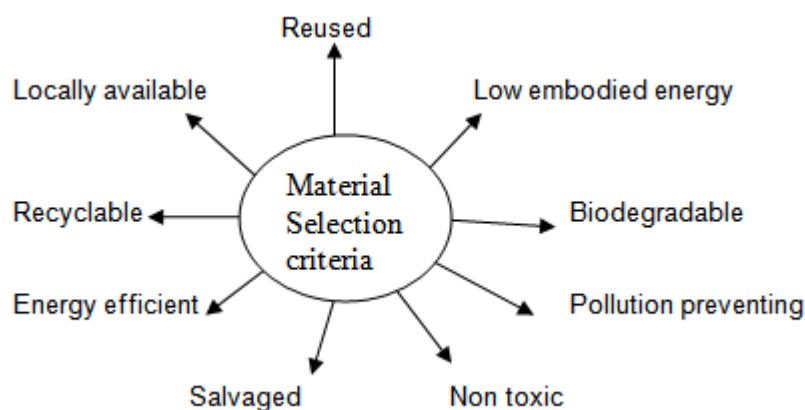 Reused
Locally available
Low embodied energy
Material
Selection
criteria
Recyclable
Biodegradable
Energy efficient
Pollution preventing
Salvaged
Non toxic